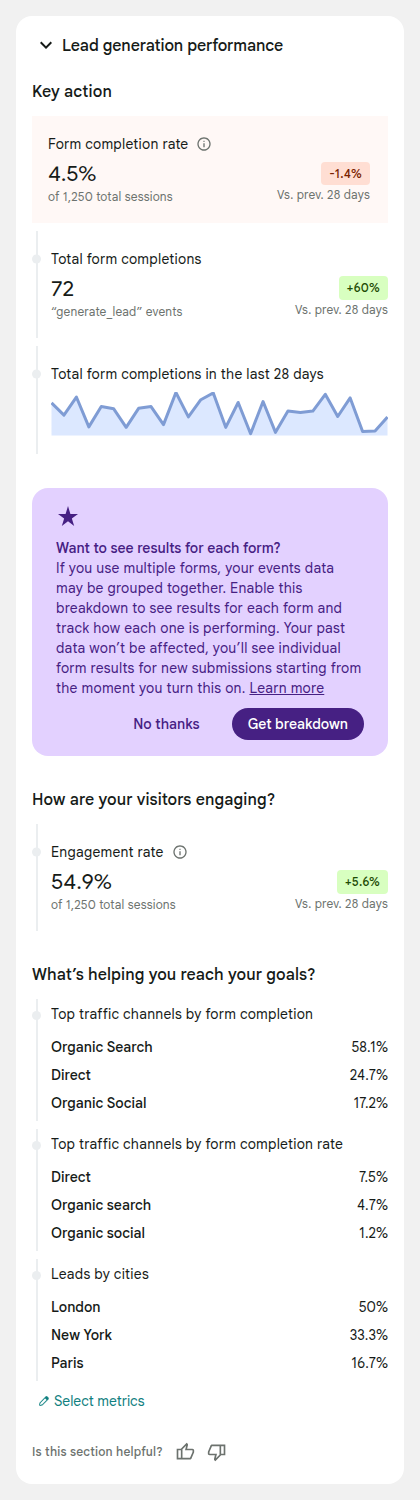 Lead generation performance
Key action
Form completion rate
4.5%
-1.4%
of 1,250 total sessions
Vs. prev. 28 days
Total form completions
72
+60%
“generate_lead” events
Vs. prev. 28 days
Total form completions in the last 28 days
Want to see results for each form?
If you use multiple forms, your events data
may be grouped together. Enable this
breakdown to see results for each form and
track how each one is performing. Your past
data won’t be affected, you’ll see individual
form results for new submissions starting from
the moment you turn this on. Learn more
No thanks
Get breakdown
How are your visitors engaging?
Engagement rate
54.9%
+5.6%
of 1,250 total sessions
Vs. prev. 28 days
What’s helping you reach your goals?
Top traffic channels by form completion
Organic Search 58.1%
Direct 24.7%
Organic Social 17.2%
Top traffic channels by form completion rate
Direct 7.5%
Organic search 4.7%
Organic social 1.2%
Leads by cities
London 50%
New York 33.3%
Paris 16.7%
Select metrics
Is this section helpful?